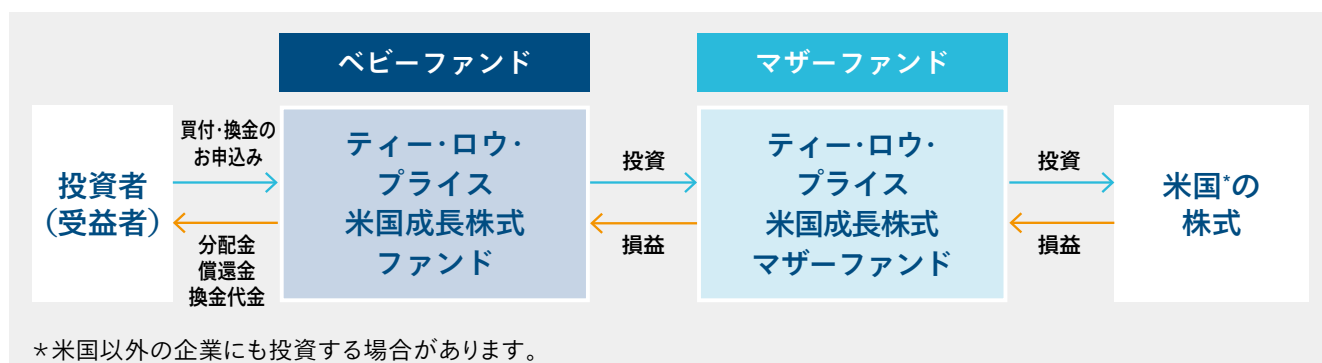 ベビーファンド
マザーファンド
投資者
(受益者)
買付・換金の
お申込み
分配金
償還金
換金代金
ティー・ロウ・
プライス
米国成長株式
ファンド
投資
損益
ティー・ロウ・
プライス
米国成長株式
マザーファンド
投資
損益
米国*の
株式
*米国以外の企業にも投資する場合があります。